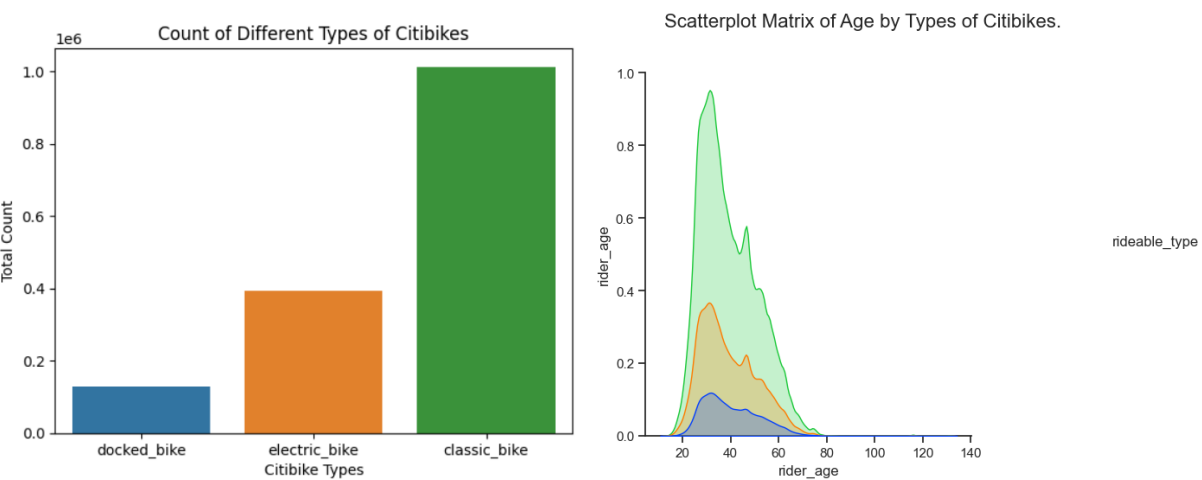 Count of Different Types of Citibikes
1e6
1.0
0.8
0.6
0.4
0.2
0.0
Total Count
docked_bike electric_bike classic_bike
Citibike Types
Scatterplot Matrix of Age by Types of Citibikes.
1.0
0.8
0.6
0.4
0.2
0.0
rider_age
20 40 60 80 100 120 140
rider_age
rideable_type